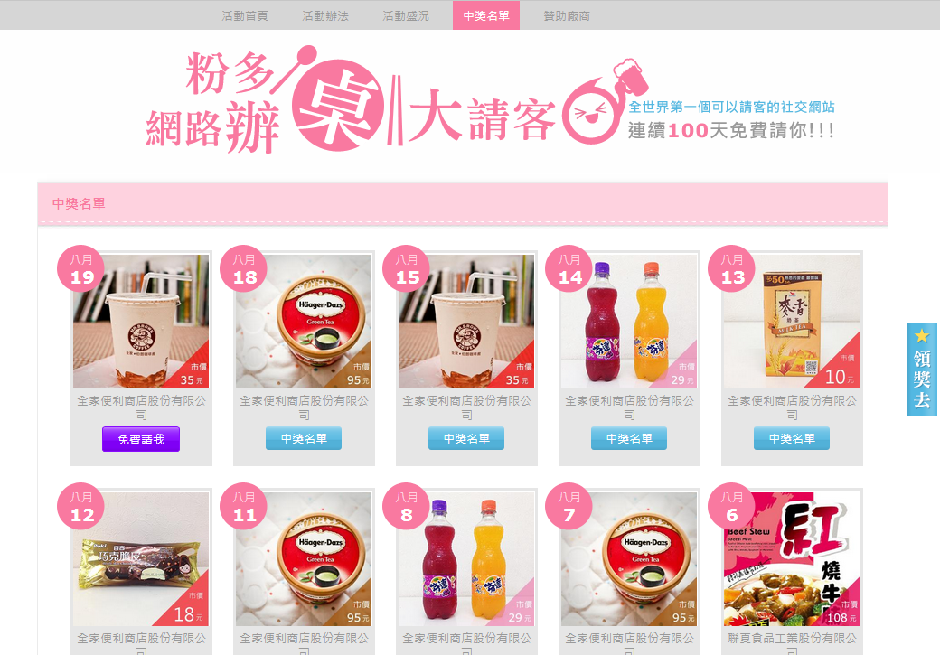 活動首頁 活動辦法 活動盛況 中獎名單 贊助廠商
粉多
網路辦桌大請客
全世界第一個可以請客的社交網站
連續100天免費請你!!!
中獎名單
八月 八月 八月 八月 八月
19 18 15 14 13
Häagen-Dazs
Green Tea
50
麥香
奶茶
MILK TEA
市價 市價 市價 市價 市價
35元 95元 35元 29元 10元
全家便利商店股份有限公司
全家便利商店股份有限公司
全家便利商店股份有限公司
全家便利商店股份有限公司
全家便利商店股份有限公司
免費請我 中獎名單 中獎名單 中獎名單 中獎名單
領獎去
八月 八月 八月 八月 八月
12 11 8 7 6
Häagen-Dazs
Green Tea
Häagen-Dazs
Green Tea
Beef Stew
紅燒牛
市價 市價 市價 市價 市價
18元 95元 29元 95元 108元
全家便利商店股份有限公司
全家便利商店股份有限公司
全家便利商店股份有限公司
全家便利商店股份有限公司
聯夏食品工業股份有限公司